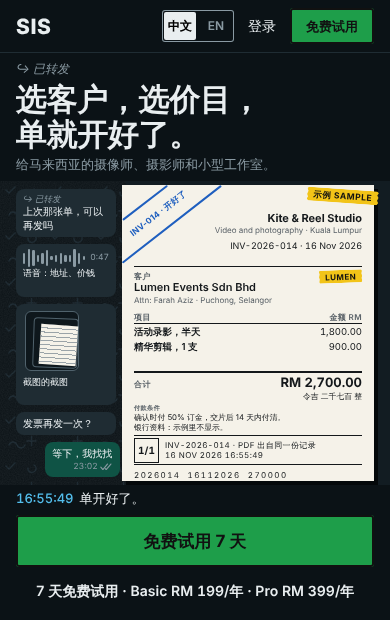 SIS
中文 EN 登录 免费试用
↪ 已转发
选客户，选价目，
单就开好了。
给马来西亚的摄像师、摄影师和小型工作室。
↪ 已转发
上次那张单，可以
再发吗
0:47
语音：地址、价钱
截图的截图
发票再发一次？
等下，我找找
23:02
INV-014 · 开好了
示例 SAMPLE
Kite & Reel Studio
Video and photography · Kuala Lumpur
INV-2026-014 · 16 Nov 2026
客户
LUMEN
Lumen Events Sdn Bhd
Attn: Farah Aziz · Puchong, Selangor
项目 金额 RM
活动录影，半天 1,800.00
精华剪辑，1 支 900.00
合计 RM 2,700.00
令吉 二千七百 整
付款条件
确认时付 50% 订金，交片后 14 天内付清。
银行资料：示例里不显示。
1/1
INV-2026-014 · PDF 出自同一份记录
16 NOV 2026 16:55:49
2026014 16112026 270000
16:55:49 单开好了。
免费试用 7 天
7 天免费试用 · Basic RM 199/年 · Pro RM 399/年